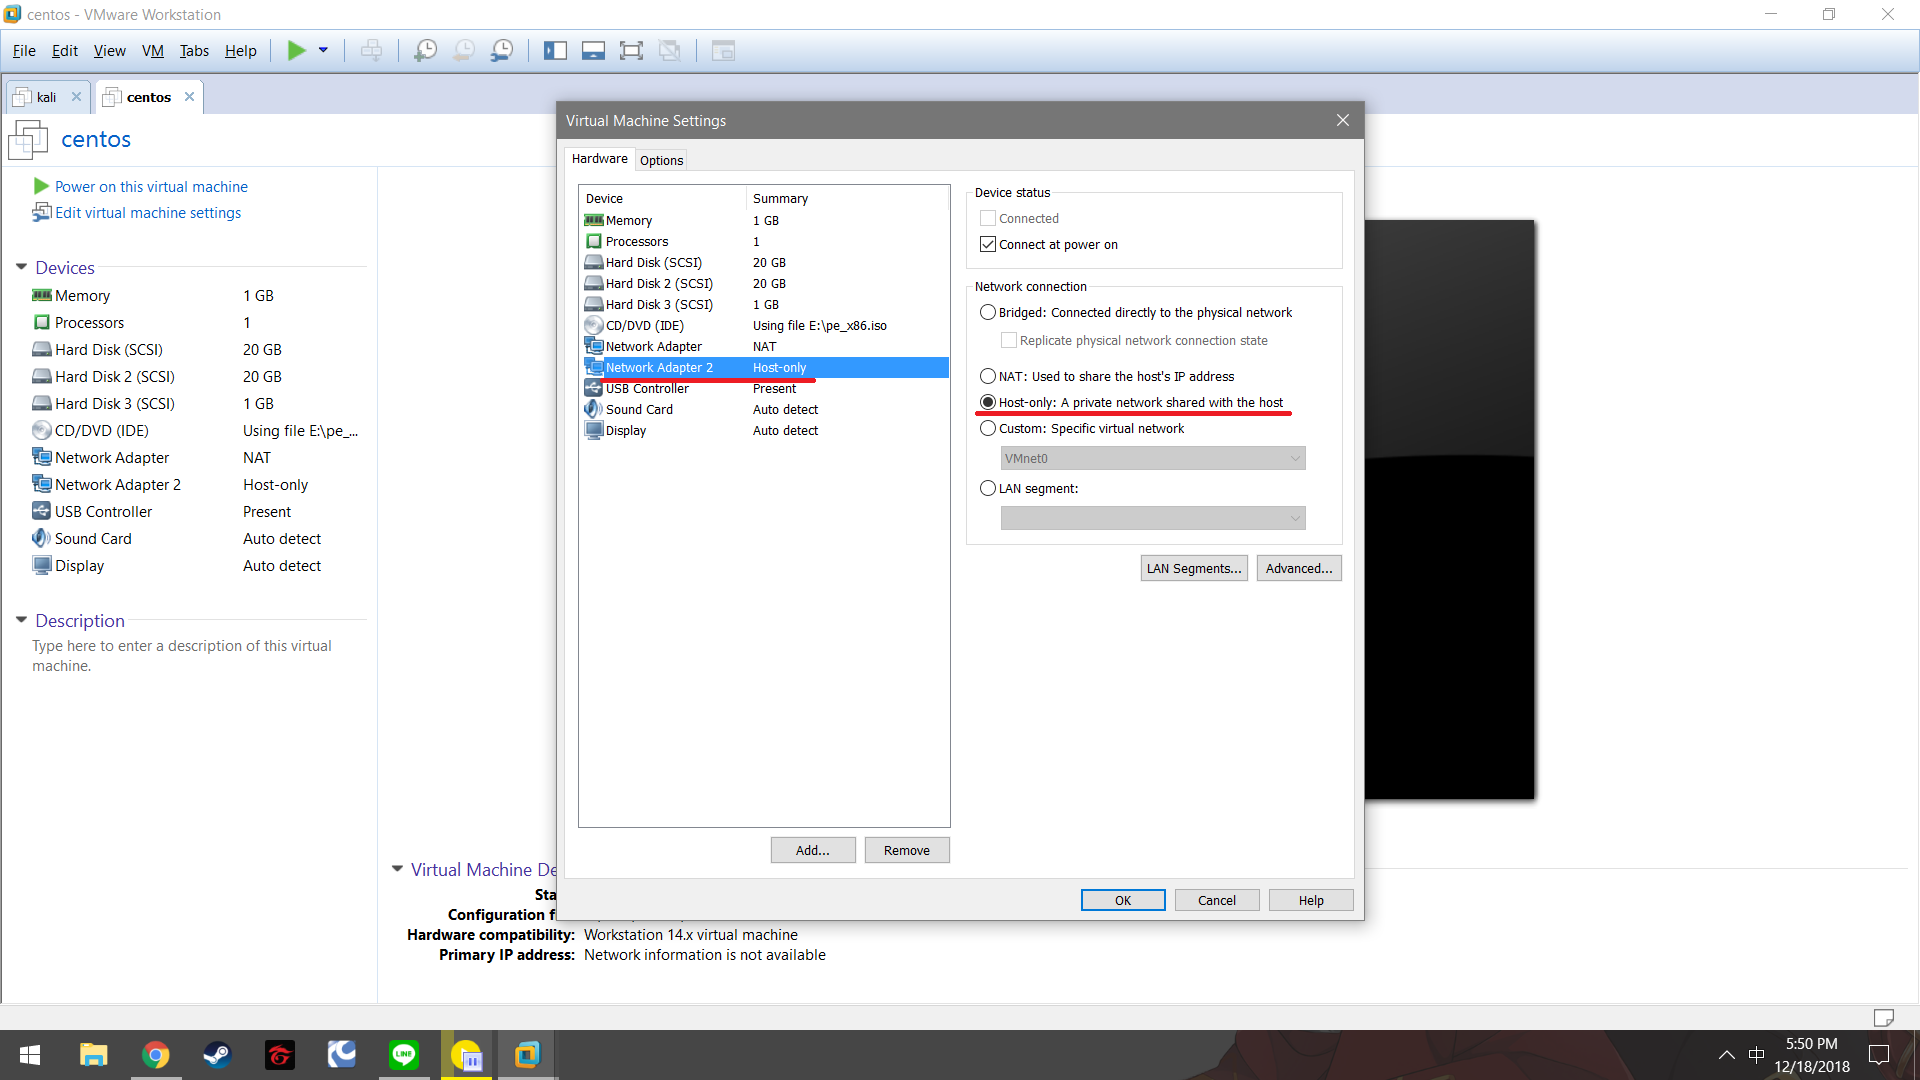 centos - VMware Workstation
File Edit View VM Tabs Help
kali centos
centos
Power on this virtual machine
Edit virtual machine settings
Devices
Memory 1 GB
Processors 1
Hard Disk (SCSI) 20 GB
Hard Disk 2 (SCSI) 20 GB
Hard Disk 3 (SCSI) 1 GB
CD/DVD (IDE) Using file E:\pe_...
Network Adapter NAT
Network Adapter 2 Host-only
USB Controller Present
Sound Card Auto detect
Display Auto detect
Description
Type here to enter a description of this virtual
machine.
Virtual Machine Settings
Hardware Options
Device Summary
Memory 1 GB
Processors 1
Hard Disk (SCSI) 20 GB
Hard Disk 2 (SCSI) 20 GB
Hard Disk 3 (SCSI) 1 GB
CD/DVD (IDE) Using file E:\pe_x86.iso
Network Adapter NAT
Network Adapter 2 Host-only
USB Controller Present
Sound Card Auto detect
Display Auto detect
Add... Remove
Device status
Connected
Connect at power on
Network connection
Bridged: Connected directly to the physical network
Replicate physical network connection state
NAT: Used to share the host's IP address
Host-only: A private network shared with the host
Custom: Specific virtual network
VMnet0
LAN segment:
LAN Segments... Advanced...
OK Cancel Help
Virtual Machine De
Sta
Configuration f
Hardware compatibility: Workstation 14.x virtual machine
Primary IP address: Network information is not available
LINE
中
5:50 PM
12/18/2018